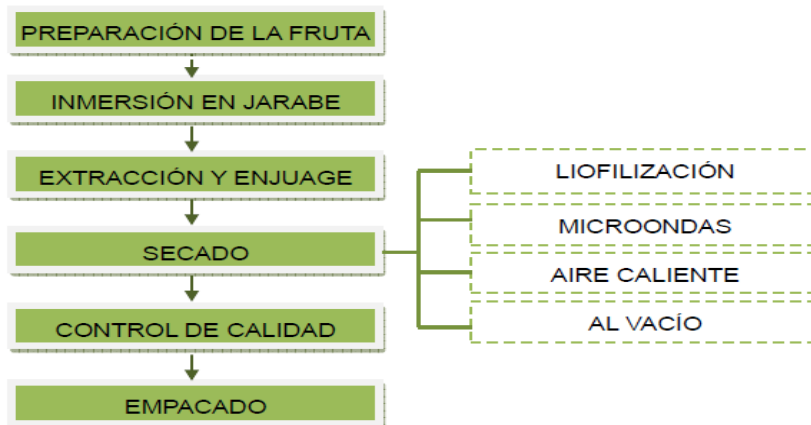 PREPARACIÓN DE LA FRUTA
INMERSIÓN EN JARABE
EXTRACCIÓN Y ENJUAGE
SECADO
CONTROL DE CALIDAD
EMPACADO
LIOFILIZACIÓN
MICROONDAS
AIRE CALIENTE
AL VACÍO